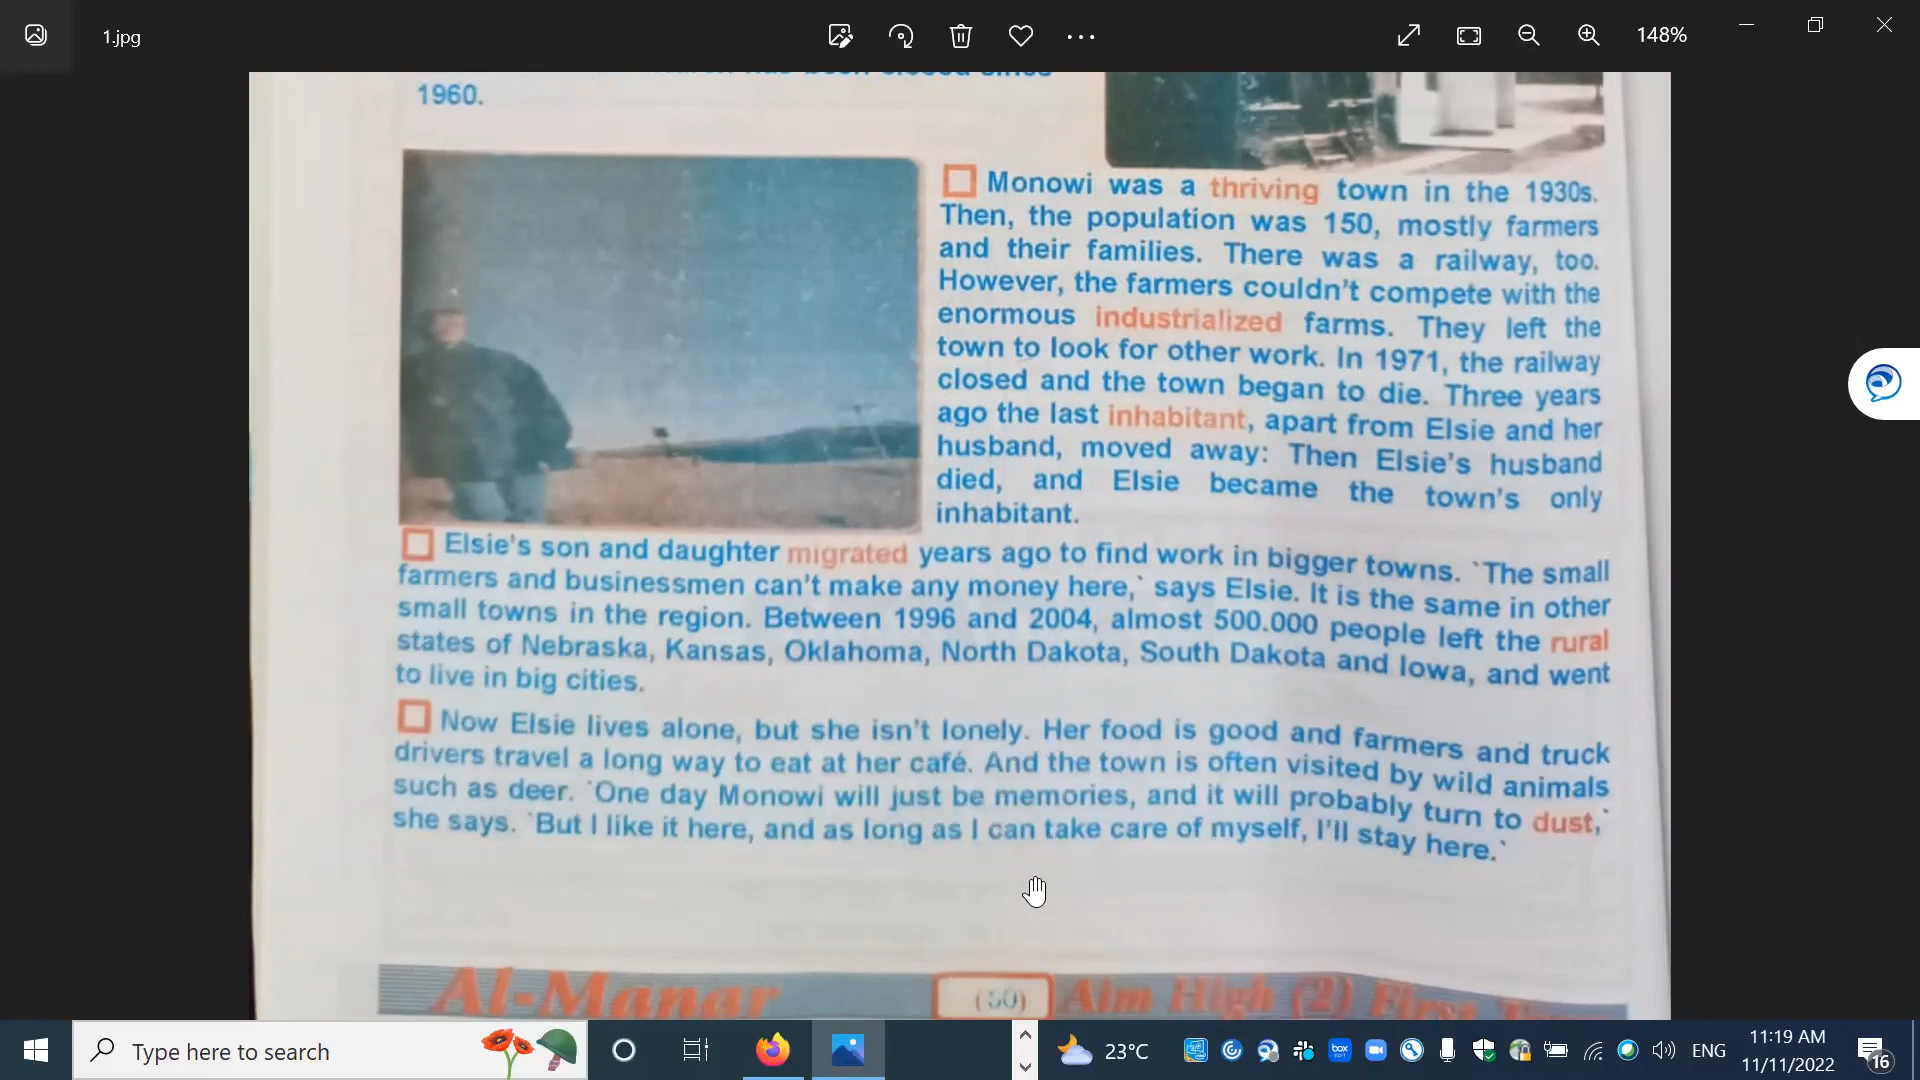 1.jpg
148%
1960.
Monowi was a thriving town in the 1930s.
Then, the population was 150, mostly farmers
and their families. There was a railway, too.
However, the farmers couldn't compete with the
enormous industrialized farms. They left the
town to look for other work. In 1971, the railway
closed and the town began to die. Three years
ago the last inhabitant, apart from Elsie and her
husband, moved away: Then Elsie's husband
died, and Elsie became the town's only
inhabitant.
Elsie's son and daughter migrated years ago to find work in bigger towns. `The small
farmers and businessmen can't make any money here,` says Elsie. It is the same in other
small towns in the region. Between 1996 and 2004, almost 500.000 people left the rural
states of Nebraska, Kansas, Oklahoma, North Dakota, South Dakota and Iowa, and went
to live in big cities.
Now Elsie lives alone, but she isn't lonely. Her food is good and farmers and truck
drivers travel a long way to eat at her café. And the town is often visited by wild animals
such as deer. `One day Monowi will just be memories, and it will probably turn to dust,`
she says. `But I like it here, and as long as I can take care of myself, I'll stay here.`
Al-Manar (50) Aim High (2) First
Type here to search
23°C
ENG
11:19 AM
11/11/2022
16